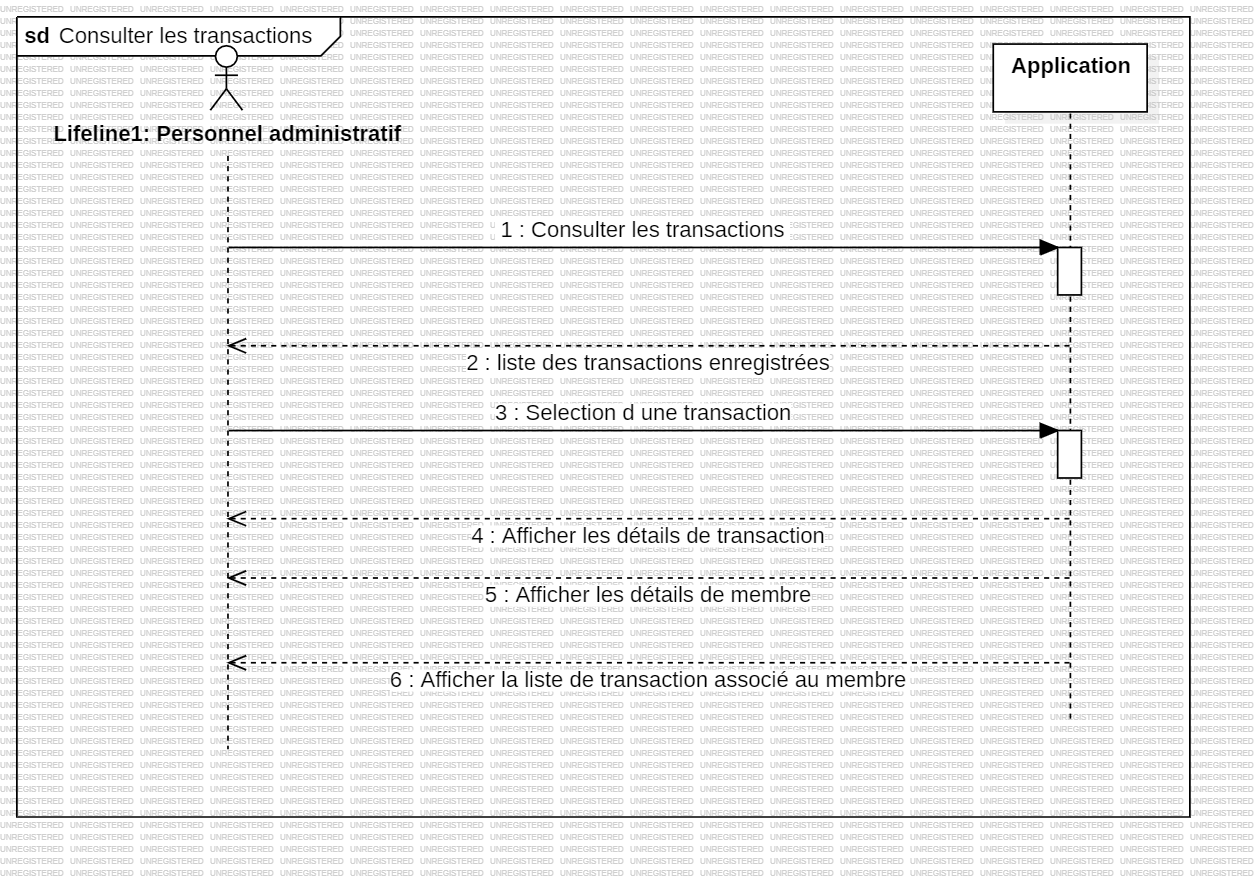 sd Consulter les transactions
Application
Lifeline1: Personnel administratif
1 : Consulter les transactions
2 : liste des transactions enregistrées
3 : Selection d une transaction
4 : Afficher les détails de transaction
5 : Afficher les détails de membre
6 : Afficher la liste de transaction associé au membre
UNREGISTERED